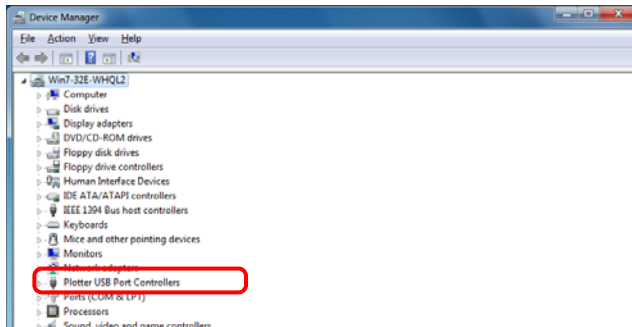 Device Manager
File Action View Help
Win7-32E-WHQL2
Computer
Disk drives
Display adapters
DVD/CD-ROM drives
Floppy disk drives
Floppy drive controllers
Human Interface Devices
IDE ATA/ATAPI controllers
IEEE 1394 Bus host controllers
Keyboards
Mice and other pointing devices
Monitors
Network adapters
Plotter USB Port Controllers
Ports (COM & LPT)
Processors
Sound, video and game controllers